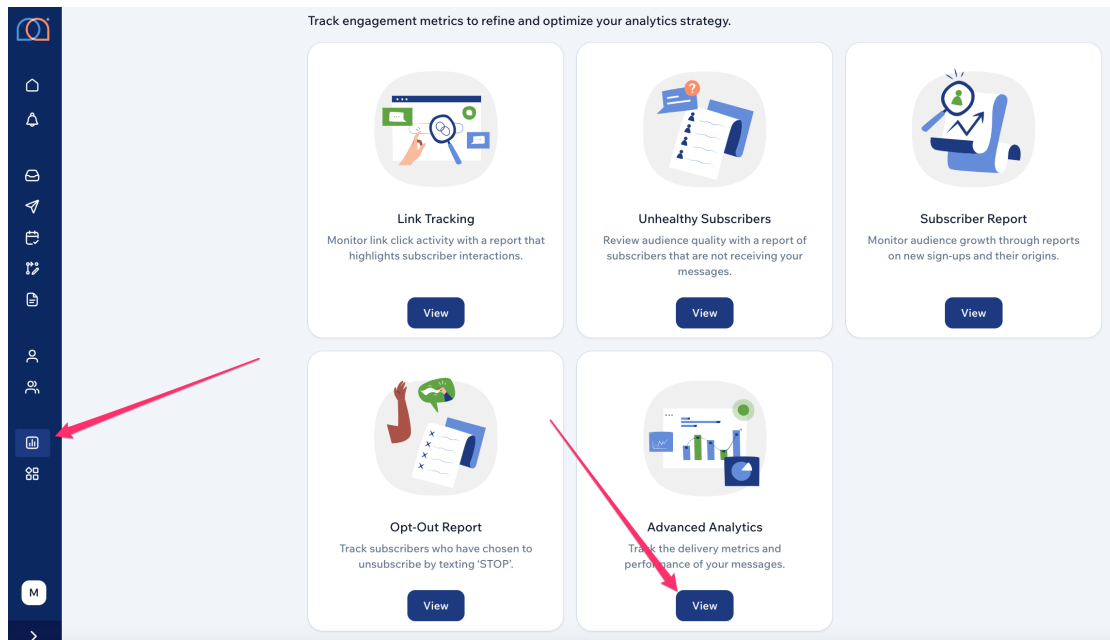 Track engagement metrics to refine and optimize your analytics strategy.
Link Tracking
Monitor link click activity with a report that
highlights subscriber interactions.
View
Unhealthy Subscribers
Review audience quality with a report of
subscribers that are not receiving your
messages.
View
Subscriber Report
Monitor audience growth through reports
on new sign-ups and their origins.
View
Opt-Out Report
Track subscribers who have chosen to
unsubscribe by texting ‘STOP’.
View
Advanced Analytics
Track the delivery metrics and
performance of your messages.
View
M